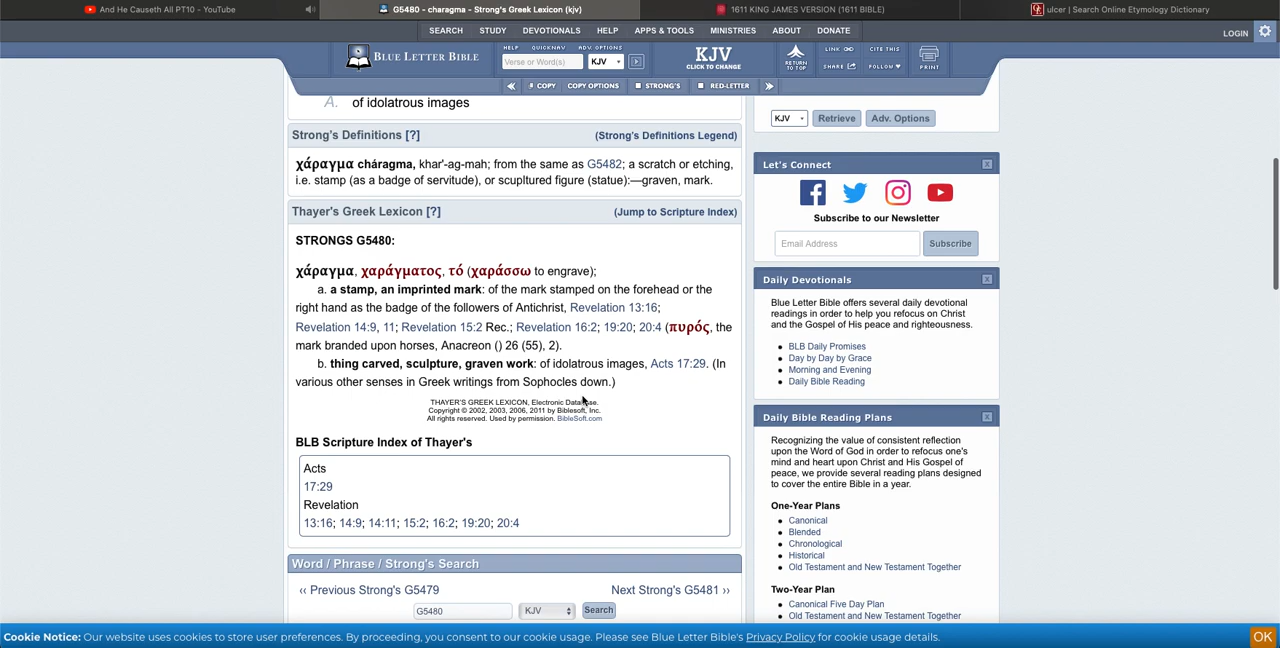 And He Causeth All PT10 - YouTube
G5480 - charagma - Strong's Greek Lexicon (kjv)
1611 KING JAMES VERSION (1611 BIBLE)
ulcer | Search Online Etymology Dictionary
SEARCH STUDY DEVOTIONALS HELP APPS & TOOLS MINISTRIES ABOUT DONATE
LOGIN
BLUE LETTER BIBLE
HELP QUICKNAV ADV. OPTIONS
Verse or Word(s) KJV
KJV
CLICK TO CHANGE
RETURN TO TOP
LINK CITE THIS
SHARE FOLLOW
PRINT
COPY COPY OPTIONS STRONG'S RED-LETTER
A. of idolatrous images
Strong's Definitions [?] (Strong's Definitions Legend)
χάραγμα cháragma, khar'-ag-mah; from the same as G5482; a scratch or etching,
i.e. stamp (as a badge of servitude), or scupltured figure (statue):—graven, mark.
Thayer's Greek Lexicon [?] (Jump to Scripture Index)
STRONGS G5480:
χάραγμα, χαράγματος, τό (χαράσσω to engrave);
a. a stamp, an imprinted mark: of the mark stamped on the forehead or the
right hand as the badge of the followers of Antichrist, Revelation 13:16;
Revelation 14:9, 11; Revelation 15:2 Rec.; Revelation 16:2; 19:20; 20:4 (πυρός, the
mark branded upon horses, Anacreon () 26 (55), 2).
b. thing carved, sculpture, graven work: of idolatrous images, Acts 17:29. (In
various other senses in Greek writings from Sophocles down.)
THAYER'S GREEK LEXICON, Electronic Database.
Copyright © 2002, 2003, 2006, 2011 by Biblesoft, Inc.
All rights reserved. Used by permission. BibleSoft.com
BLB Scripture Index of Thayer's
Acts
17:29
Revelation
13:16; 14:9; 14:11; 15:2; 16:2; 19:20; 20:4
Word / Phrase / Strong's Search
‹‹ Previous Strong's G5479 Next Strong's G5481 ››
G5480 KJV Search
KJV Retrieve Adv. Options
Let's Connect
Subscribe to our Newsletter
Email Address Subscribe
Daily Devotionals
Blue Letter Bible offers several daily devotional
readings in order to help you refocus on Christ
and the Gospel of His peace and righteousness.
BLB Daily Promises
Day by Day by Grace
Morning and Evening
Daily Bible Reading
Daily Bible Reading Plans
Recognizing the value of consistent reflection
upon the Word of God in order to refocus one's
mind and heart upon Christ and His Gospel of
peace, we provide several reading plans designed
to cover the entire Bible in a year.
One-Year Plans
Canonical
Blended
Chronological
Historical
Old Testament and New Testament Together
Two-Year Plan
Canonical Five Day Plan
Old Testament and New Testament Together
Cookie Notice: Our website uses cookies to store user preferences. By proceeding, you consent to our cookie usage. Please see Blue Letter Bible's Privacy Policy for cookie usage details.
OK